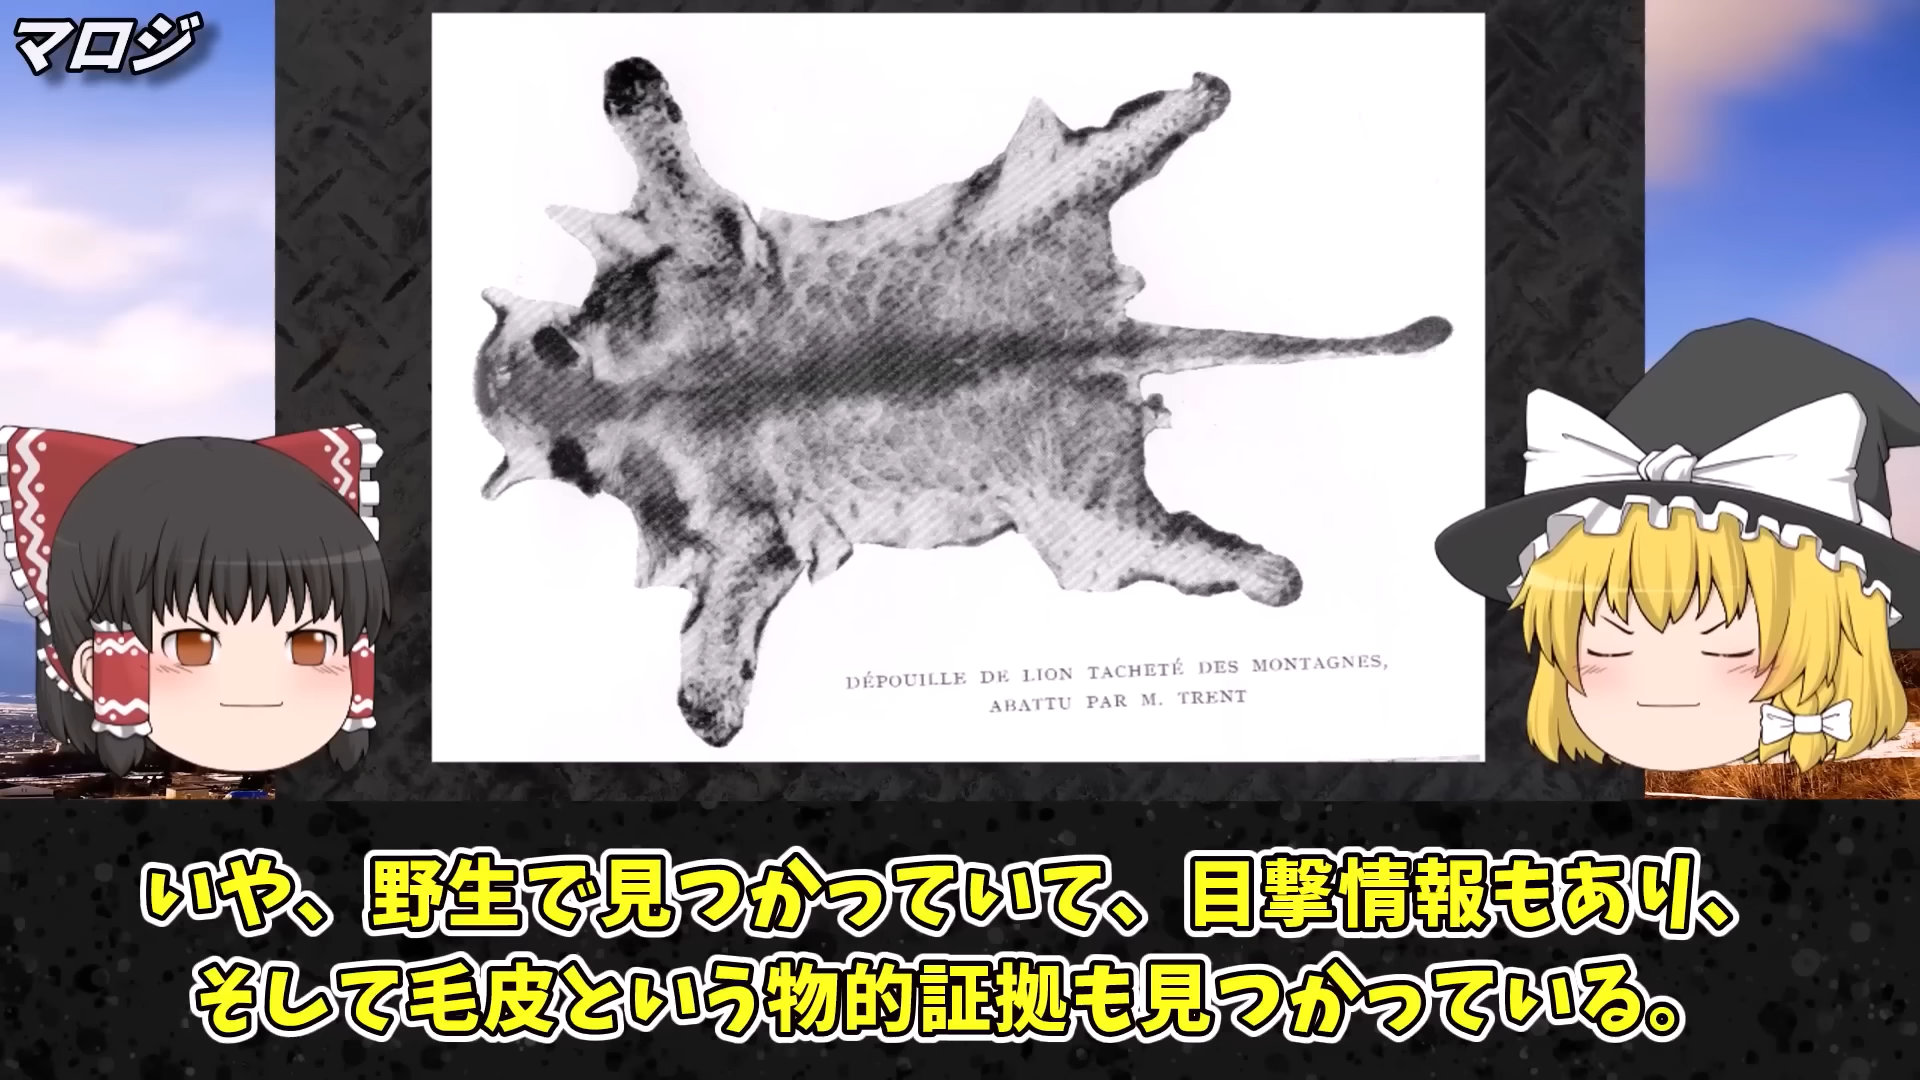 マロジ
DÉPOUILLE DE LION TACHETÉ DES MONTAGNES,
ABATTU PAR M. TRENT
いや、野生で見つかっていて、目撃情報もあり、
そして毛皮という物的証拠も見つかっている。